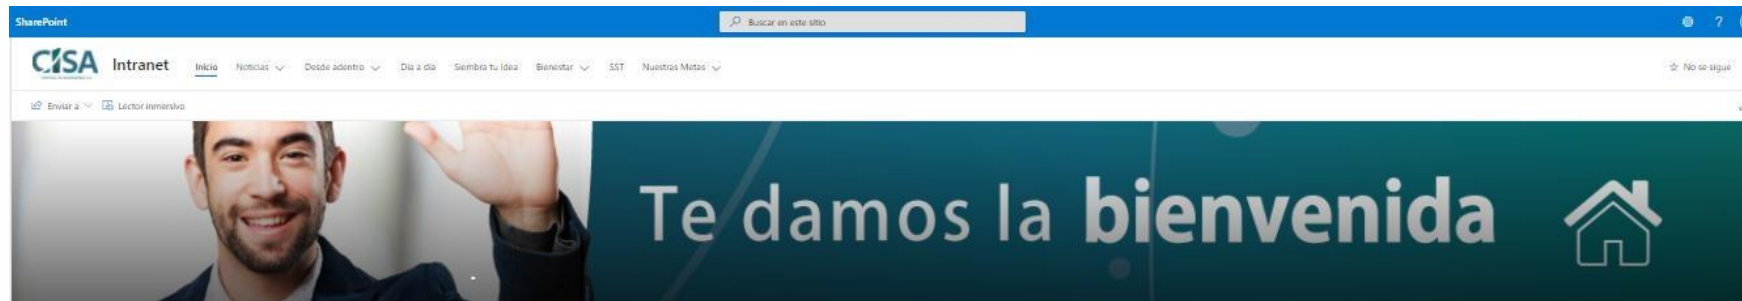 SharePoint
Buscar en este sitio
?
CISA
Intranet
Inicio
Noticias
Desde adentro
Día a día
Siembra tu Idea
Bienestar
SST
Nuestras Metas
No se sigue
Enviar a
Lector inmersivo
Te damos la bienvenida